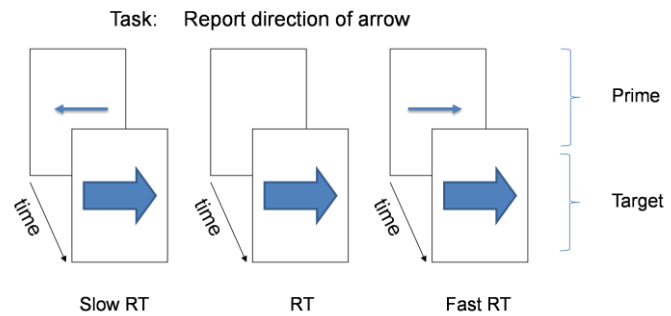 Task: Report direction of arrow
Prime
Target
time
time
time
Slow RT
RT
Fast RT